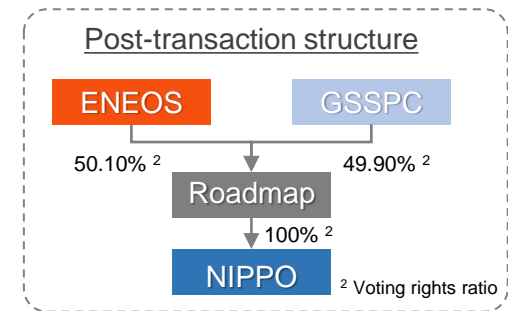 Post-transaction structure
ENEOS
GSSPC
50.10% ²
49.90% ²
Roadmap
100% ²
NIPPO
² Voting rights ratio